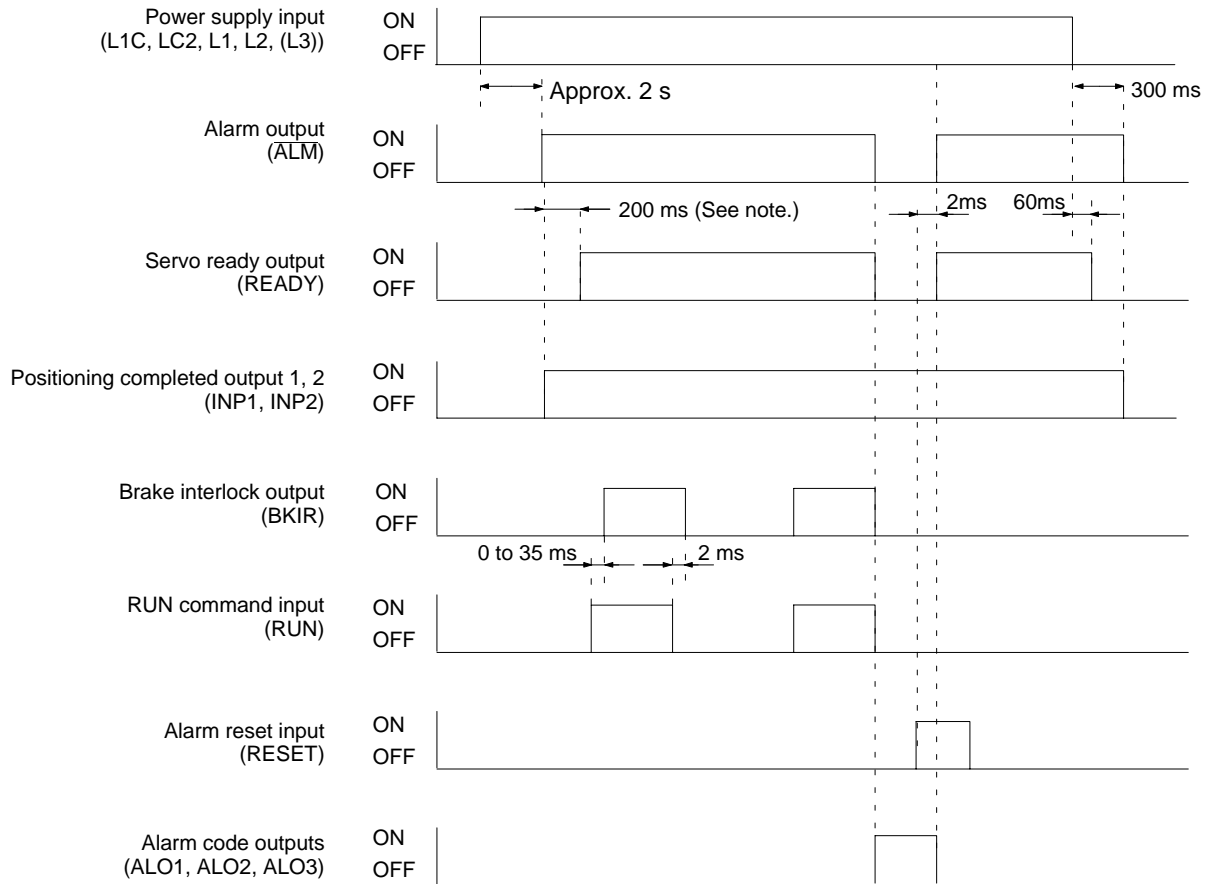 Power supply input
(L1C, LC2, L1, L2, (L3))
ON
OFF
Approx. 2 s
300 ms
Alarm output
(ALM)
ON
OFF
200 ms (See note.)
2ms
60ms
Servo ready output
(READY)
ON
OFF
Positioning completed output 1, 2
(INP1, INP2)
ON
OFF
Brake interlock output
(BKIR)
ON
OFF
0 to 35 ms
2 ms
RUN command input
(RUN)
ON
OFF
Alarm reset input
(RESET)
ON
OFF
Alarm code outputs
(ALO1, ALO2, ALO3)
ON
OFF